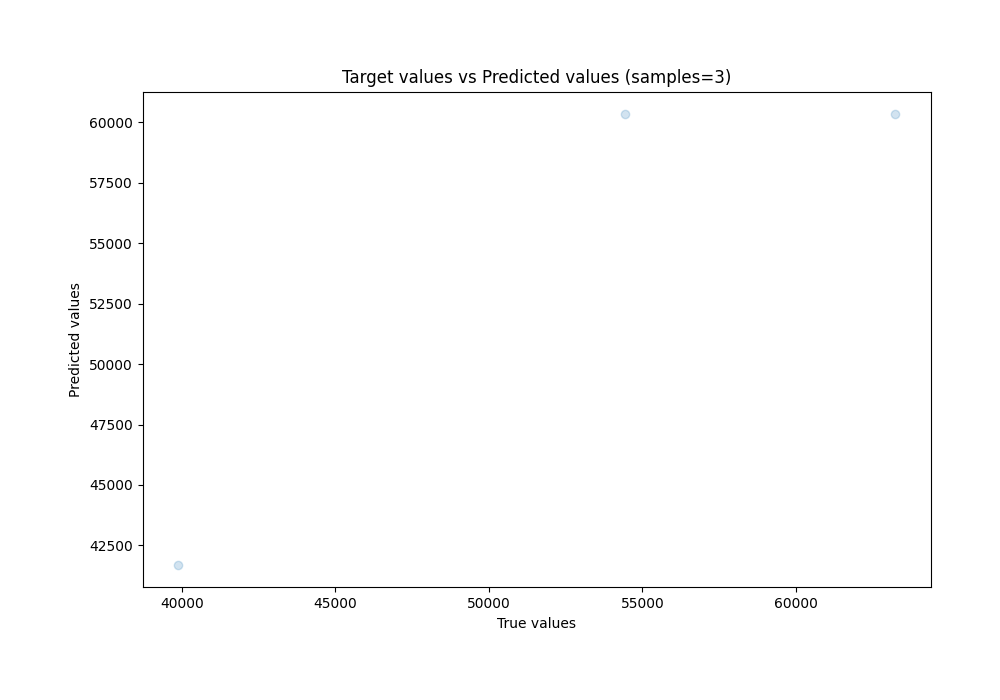 Target values vs Predicted values (samples=3)
Predicted values
60000
57500
55000
52500
50000
47500
45000
42500
40000 45000 50000 55000 60000
True values